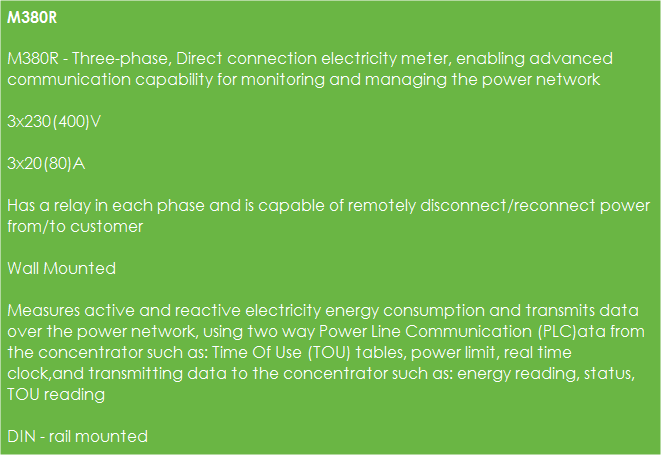 M380R
M380R - Three-phase, Direct connection electricity meter, enabling advanced
communication capability for monitoring and managing the power network
3x230(400)V
3x20(80)A
Has a relay in each phase and is capable of remotely disconnect/reconnect power
from/to customer
Wall Mounted
Measures active and reactive electricity energy consumption and transmits data
over the power network, using two way Power Line Communication (PLC)ata from
the concentrator such as: Time Of Use (TOU) tables, power limit, real time
clock,and transmitting data to the concentrator such as: energy reading, status,
TOU reading
DIN - rail mounted